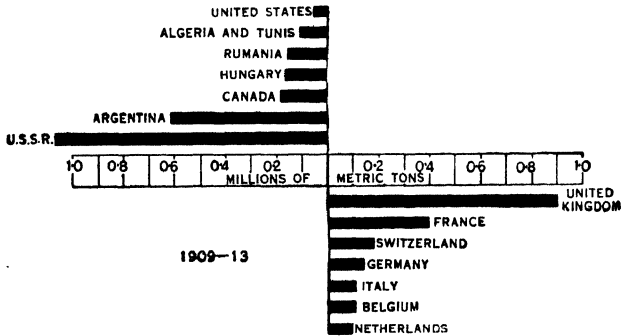 UNITED STATES
ALGERIA AND TUNIS
RUMANIA
HUNGARY
CANADA
ARGENTINA
U.S.S.R.
1·0 0·8 0·6 0·4 0·2 0·2 0·4 0·6 0·8 1·0
MILLIONS OF METRIC TONS
UNITED
KINGDOM
FRANCE
SWITZERLAND
1909—13
GERMANY
ITALY
BELGIUM
NETHERLANDS